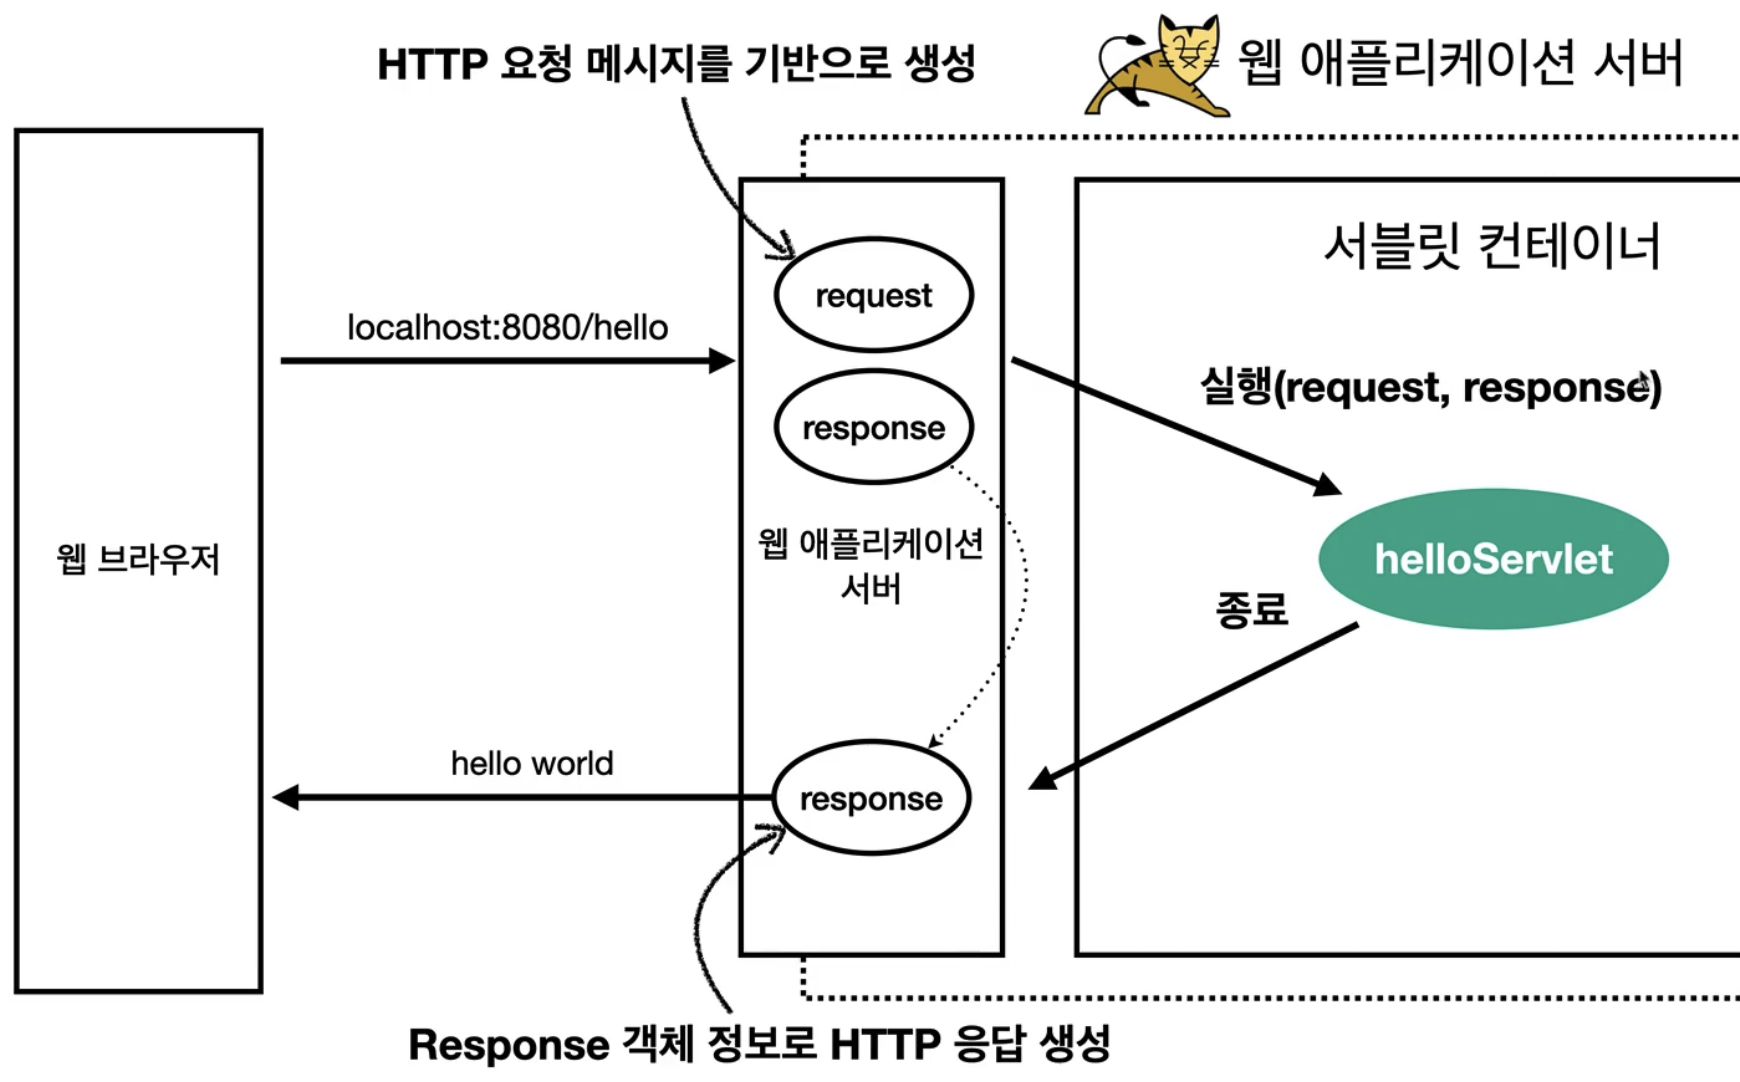 HTTP 요청 메시지를 기반으로 생성
웹 애플리케이션 서버
서블릿 컨테이너
request
localhost:8080/hello
실행(request, response)
response
웹 애플리케이션
서버
웹 브라우저
helloServlet
종료
hello world
response
Response 객체 정보로 HTTP 응답 생성